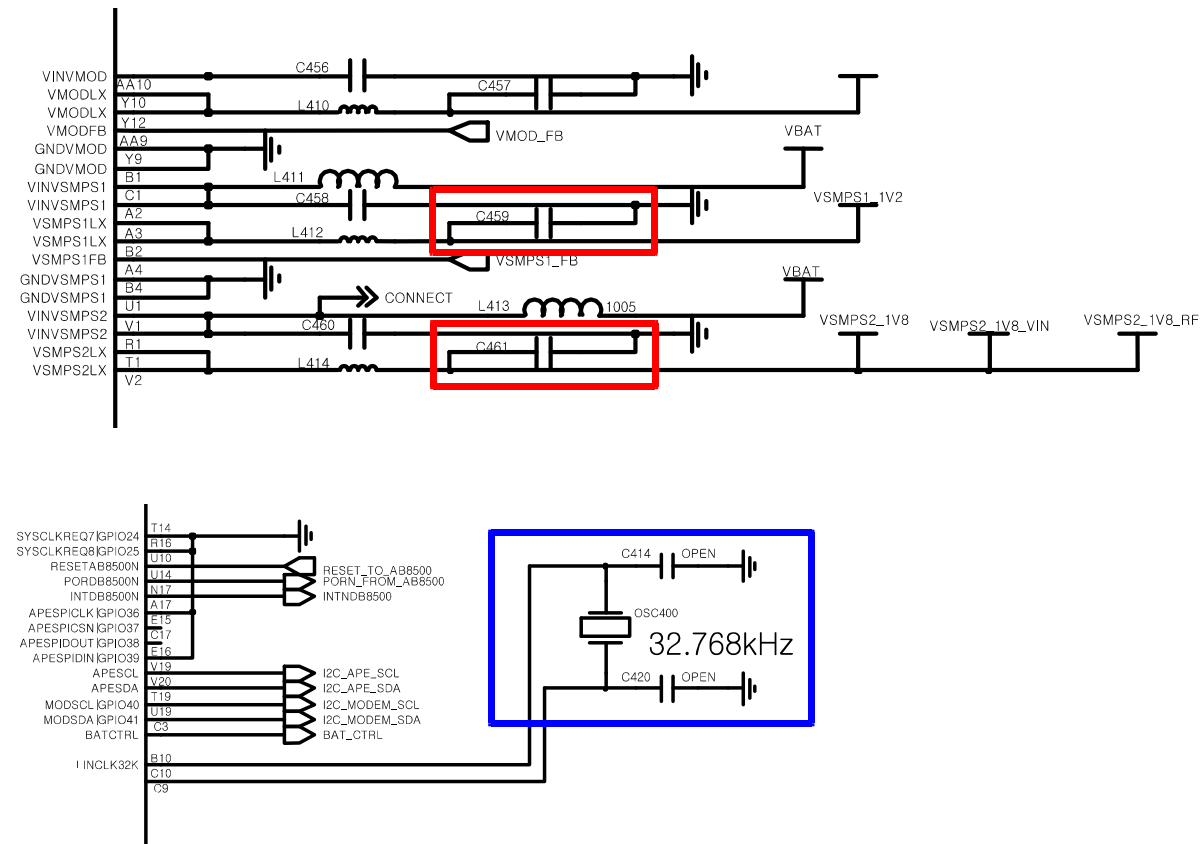 VINVMOD
AA10
VMODLX
Y10
VMODLX
Y12
VMODFB
AA9
GNDVMOD
Y9
GNDVMOD
B1
VINVSMPS1
C1
VINVSMPS1
A2
VSMPS1LX
A3
VSMPS1LX
B2
VSMPS1FB
A4
GNDVSMPS1
B4
GNDVSMPS1
U1
VINVSMPS2
V1
VINVSMPS2
R1
VSMPS2LX
T1
VSMPS2LX
V2
C456
C457
L410
VMOD_FB
VBAT
L411
C458
C459
VSMPS1_1V2
L412
VSMPS1_FB
VBAT
CONNECT
L413
1005
C460
C461
L414
VSMPS2_1V8
VSMPS2_1V8_VIN
VSMPS2_1V8_RF
SYSCLKREQ7|GPIO24
T14
SYSCLKREQ8|GPIO25
R16
RESETAB8500N
U10
RESET_TO_AB8500
PORDB8500N
U14
PORN_FROM_AB8500
INTDB8500N
N17
INTNDB8500
APESPICLK|GPIO36
A17
APESPICSN|GPIO37
E15
APESPIDOUT|GPIO38
C17
APESPIDIN|GPIO39
E16
APESCL
V19
I2C_APE_SCL
APESDA
V20
I2C_APE_SDA
MODSCL|GPIO40
T19
I2C_MODEM_SCL
MODSDA|GPIO41
U19
I2C_MODEM_SDA
BATCTRL
C3
BAT_CTRL
INCLK32K
B10
C10
C9
C414
OPEN
OSC400
32.768kHz
C420
OPEN